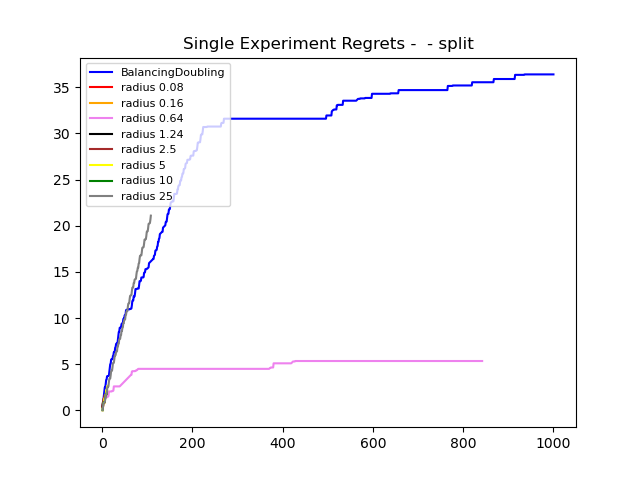 Single Experiment Regrets -  - split
BalancingDoubling
radius 0.08
radius 0.16
radius 0.64
radius 1.24
radius 2.5
radius 5
radius 10
radius 25
35
30
25
20
15
10
5
0
0 200 400 600 800 1000